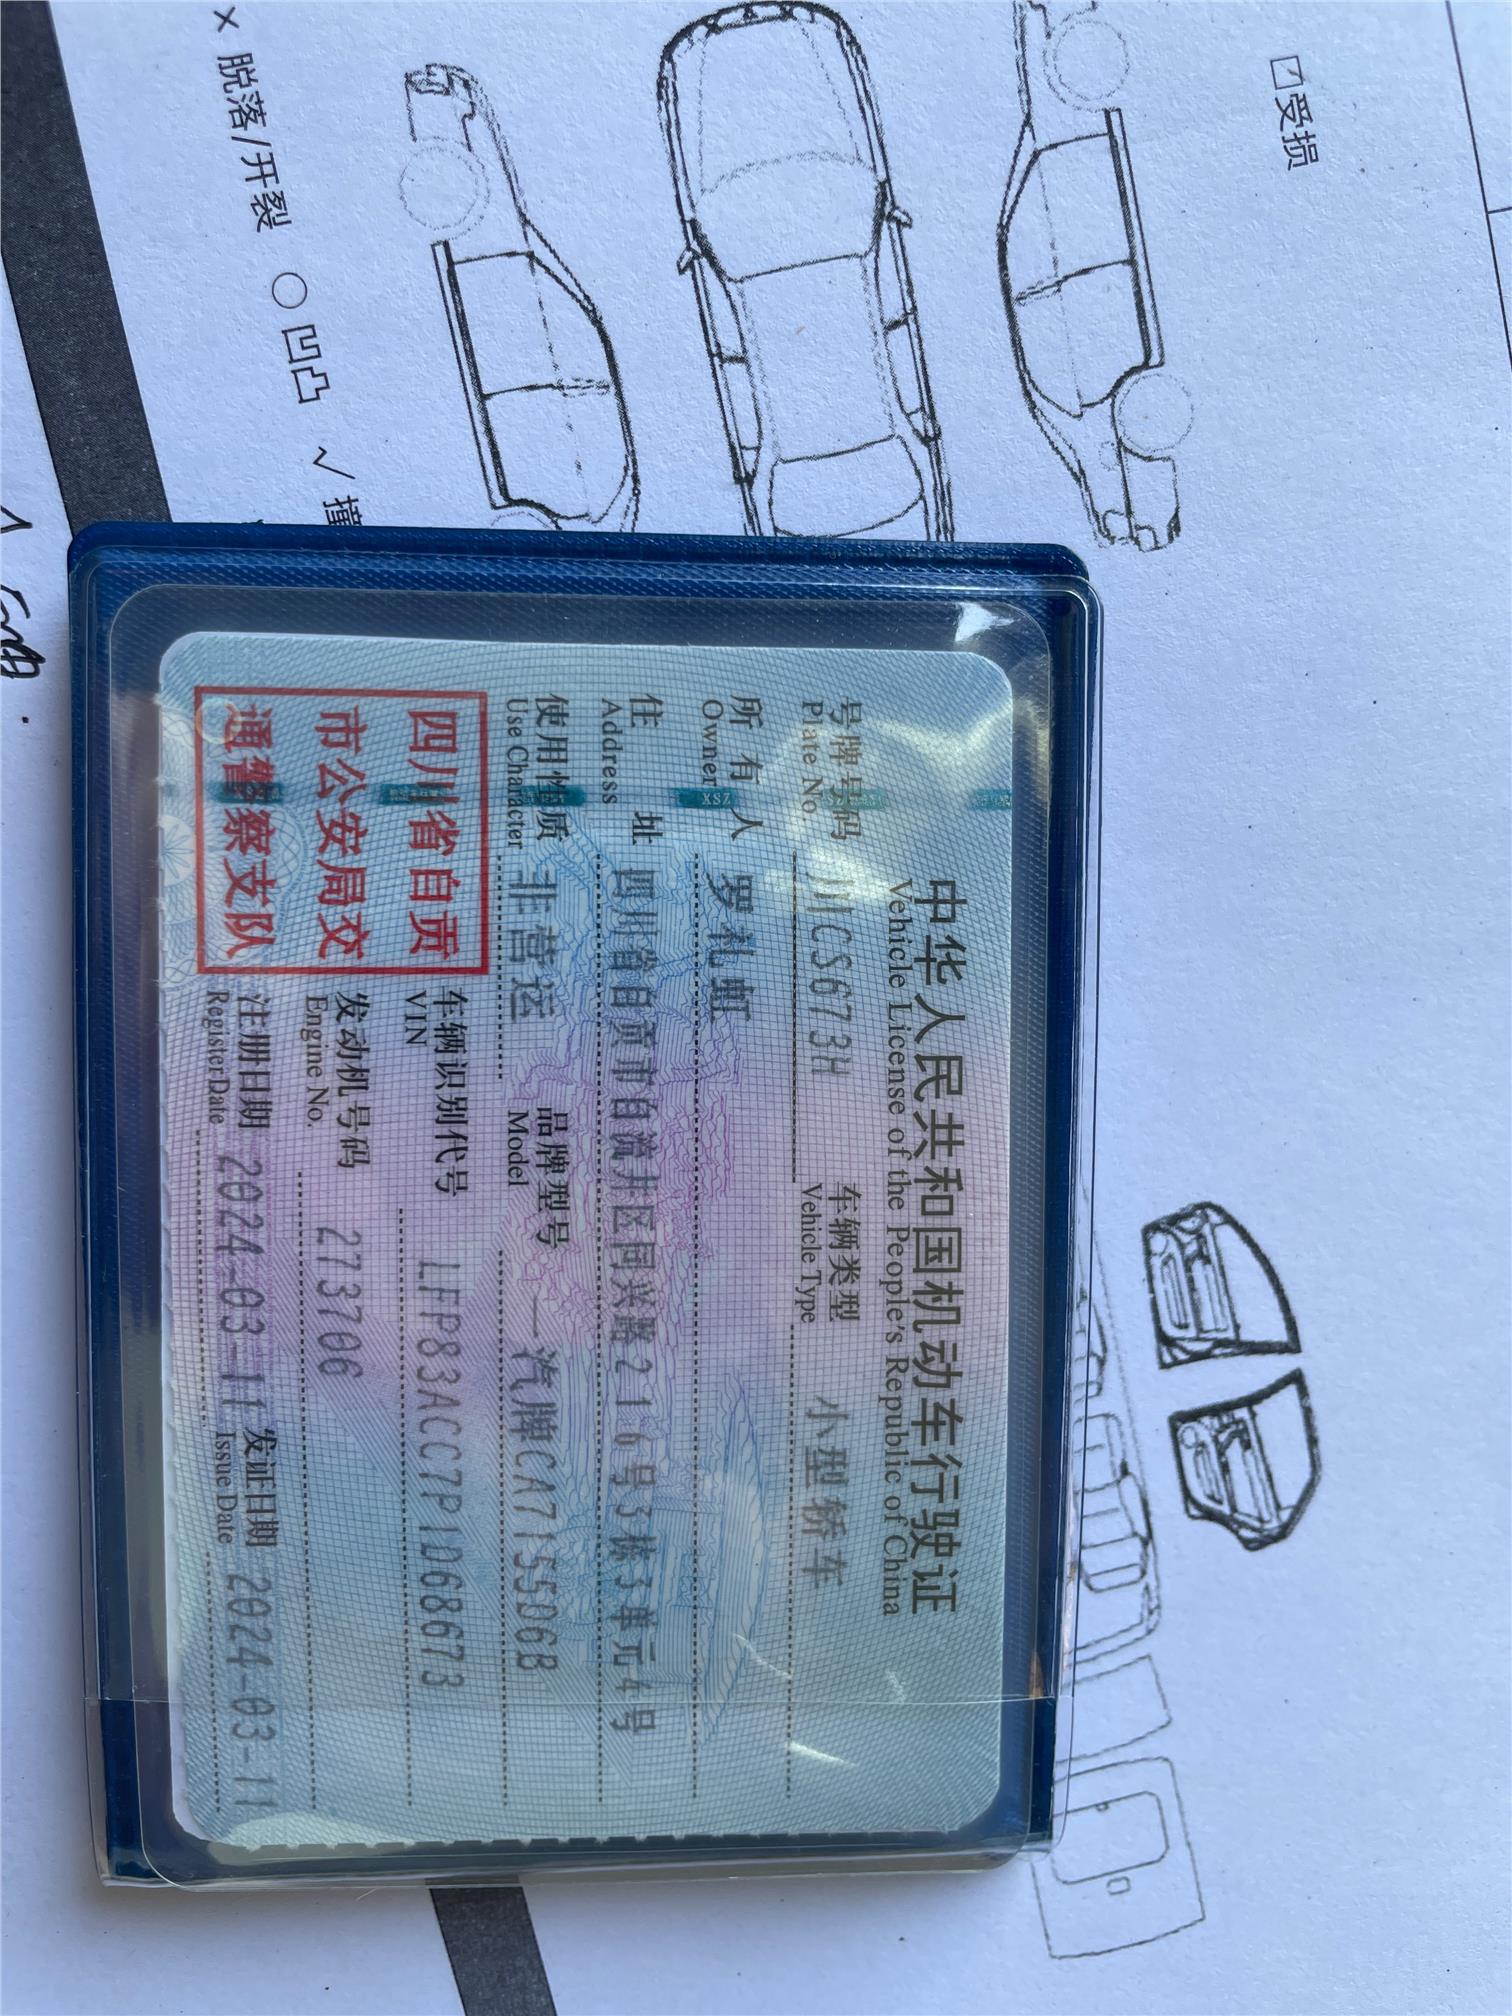 ☑受损
× 脱落/开裂 ○ 凹凸 √ 撞
中华人民共和国机动车行驶证
Vehicle License of the People's Republic of China
号牌号码 川CS673H 车辆类型 小型轿车
Plate No. Vehicle Type
所有人 罗礼虹
Owner
住址 四川省自贡市自流井区同兴路216号3栋3单元4号
Address
使用性质 非营运 品牌型号 一汽牌CA7155D6B
Use Character Model
四川省自贡
市公安局交
通警察支队
车辆识别代号 LFP83ACC7P1D68673
VIN
发动机号码 273706
Engine No.
注册日期 2024-03-11 发证日期 2024-03-11
Register Date Issue Date